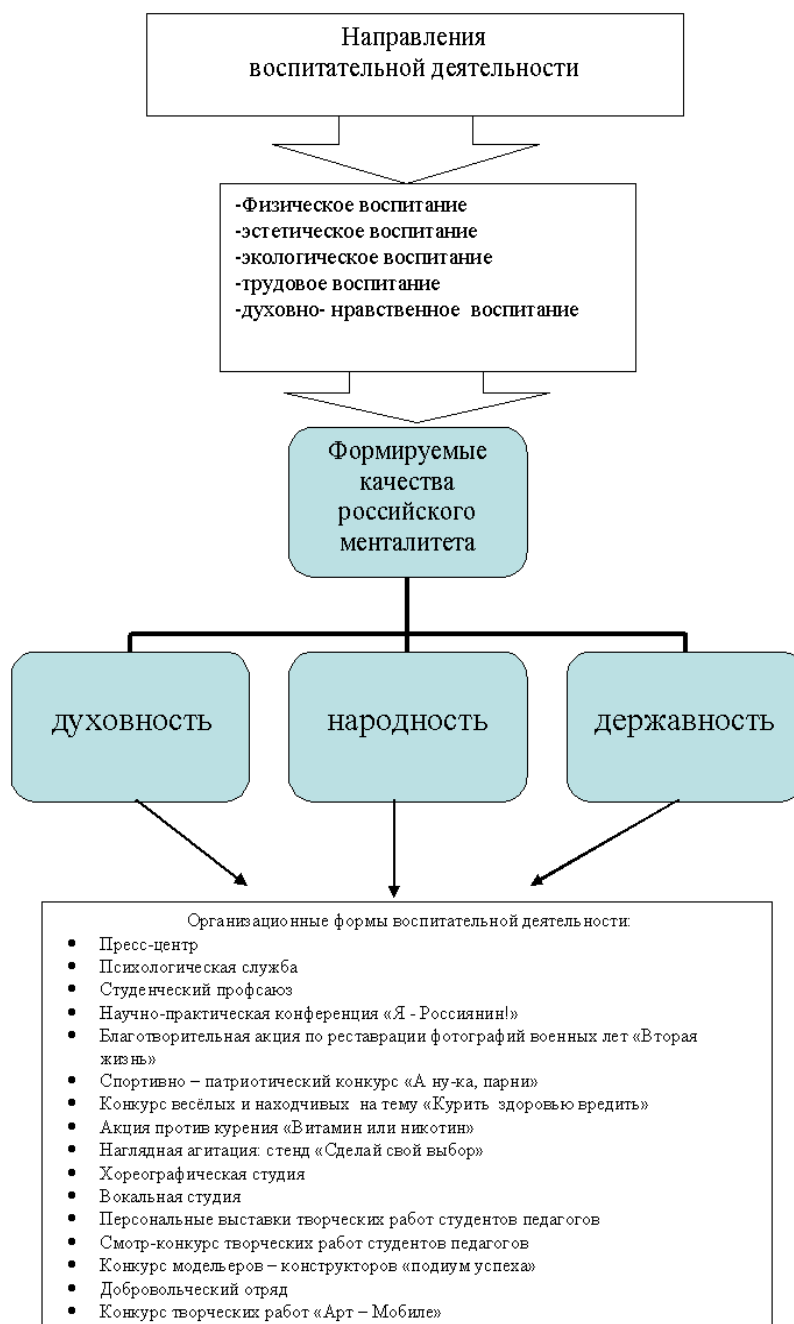 Направления
воспитательной деятельности
-Физическое воспитание
-эстетическое воспитание
-экологическое воспитание
-трудовое воспитание
-духовно- нравственное воспитание
Формируемые
качества
российского
менталитета
духовность
народность
державность
Организационные формы воспитательной деятельности:
• Пресс-центр
• Психологическая служба
• Студенческий профсаюз
• Научно-практическая конференция «Я - Россиянин!»
• Благотворительная акция по реставрации фотографий военных лет «Вторая
жизнь»
• Спортивно – патриотический конкурс «А ну-ка, парни»
• Конкурс весёлых и находчивых на тему «Курить здоровью вредить»
• Акция против курения «Витамин или никотин»
• Наглядная агитация: стенд «Сделай свой выбор»
• Хореографическая студия
• Вокальная студия
• Персональные выставки творческих работ студентов педагогов
• Смотр-конкурс творческих работ студентов педагогов
• Конкурс модельеров – конструкторов «подиум успеха»
• Добровольческий отряд
• Конкурс творческих работ «Арт – Мобиле»